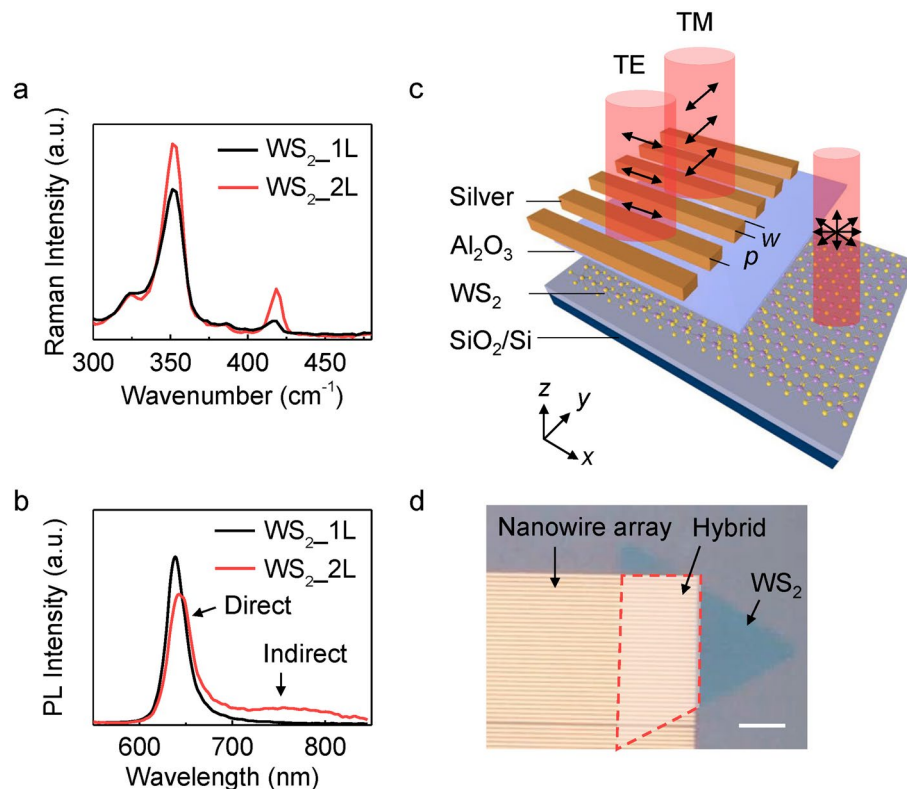 a
Raman Intensity (a.u.)
WS₂_1L
WS₂_2L
300 350 400 450
Wavenumber (cm⁻¹)
b
PL Intensity (a.u.)
WS₂_1L
WS₂_2L
Direct
Indirect
600 700 800
Wavelength (nm)
c
TM
TE
Silver
Al₂O₃
WS₂
SiO₂/Si
w
p
z
y
x
d
Nanowire array
Hybrid
WS₂